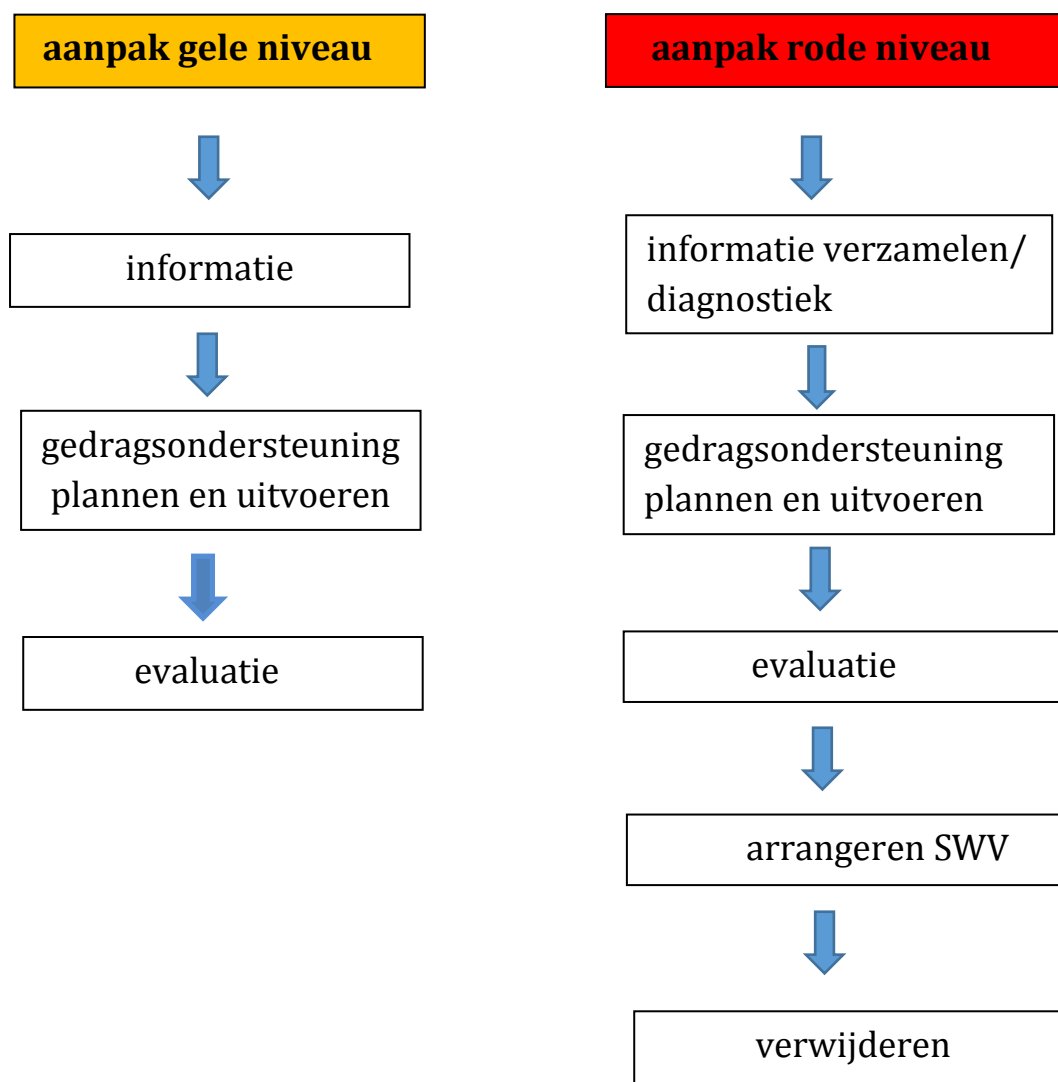 aanpak gele niveau
informatie
gedragsondersteuning
plannen en uitvoeren
evaluatie
aanpak rode niveau
informatie verzamelen/
diagnostiek
gedragsondersteuning
plannen en uitvoeren
evaluatie
arrangeren SWV
verwijderen